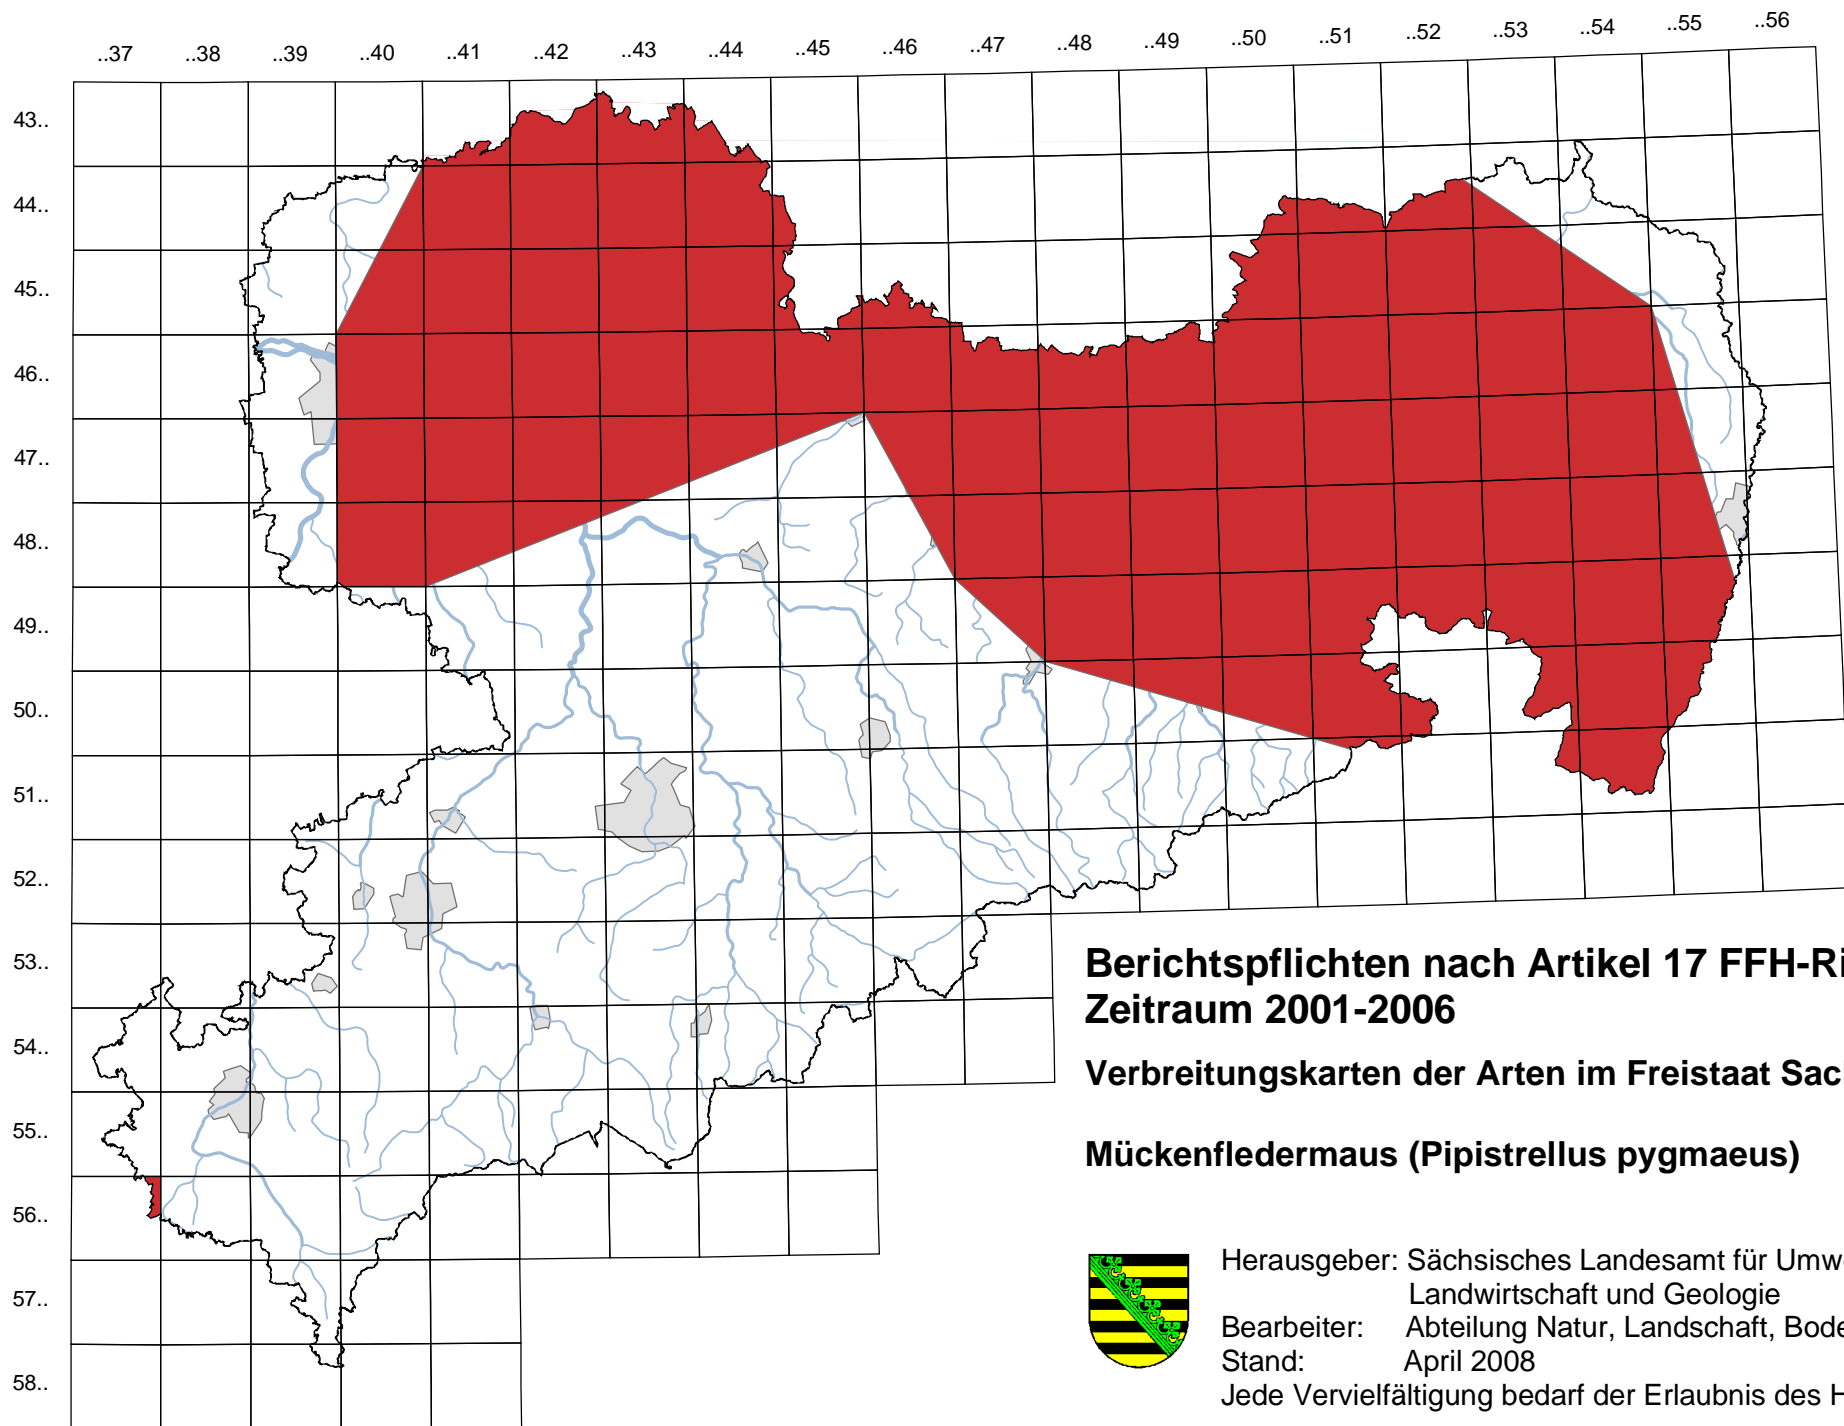 ..37 ..38 ..39 ..40 ..41 ..42 ..43 ..44 ..45 ..46 ..47 ..48 ..49 ..50 ..51 ..52 ..53 ..54 ..55 ..56
43..
44..
45..
46..
47..
48..
49..
50..
51..
52..
53..
54..
55..
56..
57..
58..
Berichtspflichten nach Artikel 17 FFH-Ri
Zeitraum 2001-2006
Verbreitungskarten der Arten im Freistaat Sac
Mückenfledermaus (Pipistrellus pygmaeus)
Herausgeber: Sächsisches Landesamt für Umwe
Landwirtschaft und Geologie
Bearbeiter: Abteilung Natur, Landschaft, Bode
Stand: April 2008
Jede Vervielfältigung bedarf der Erlaubnis des H